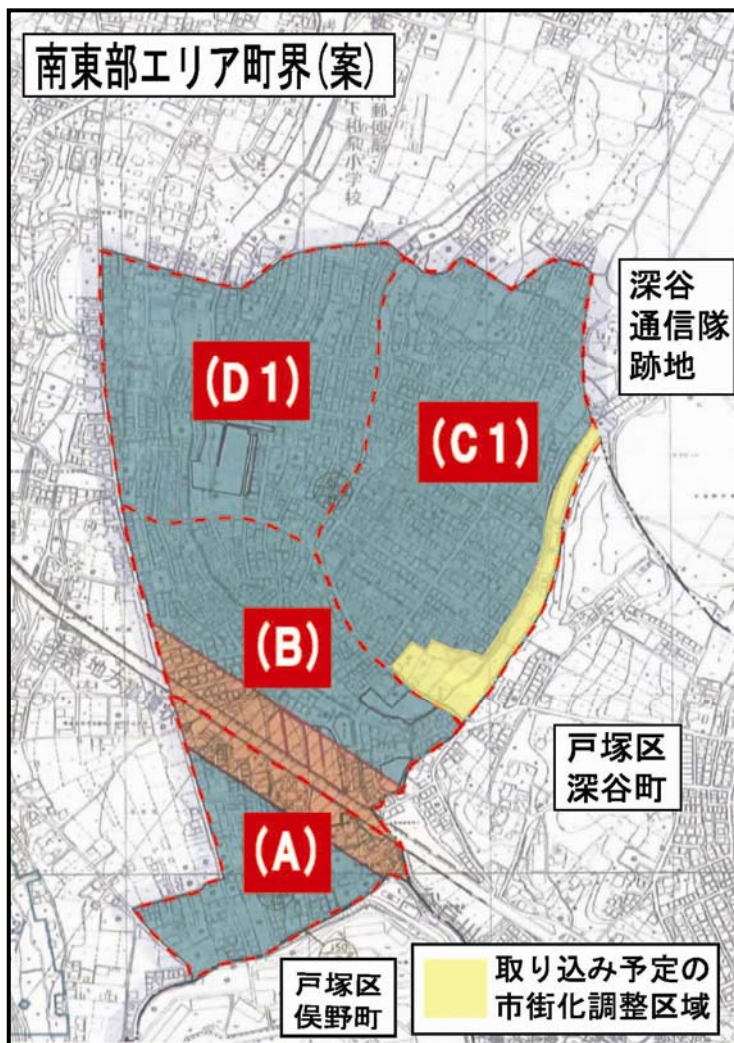 南東部エリア町界(案)
下和泉小学校
深谷
通信隊
跡地
(D1)
(C1)
(B)
戸塚区
深谷町
(A)
150
戸塚区
俣野町
取り込み予定の
市街化調整区域